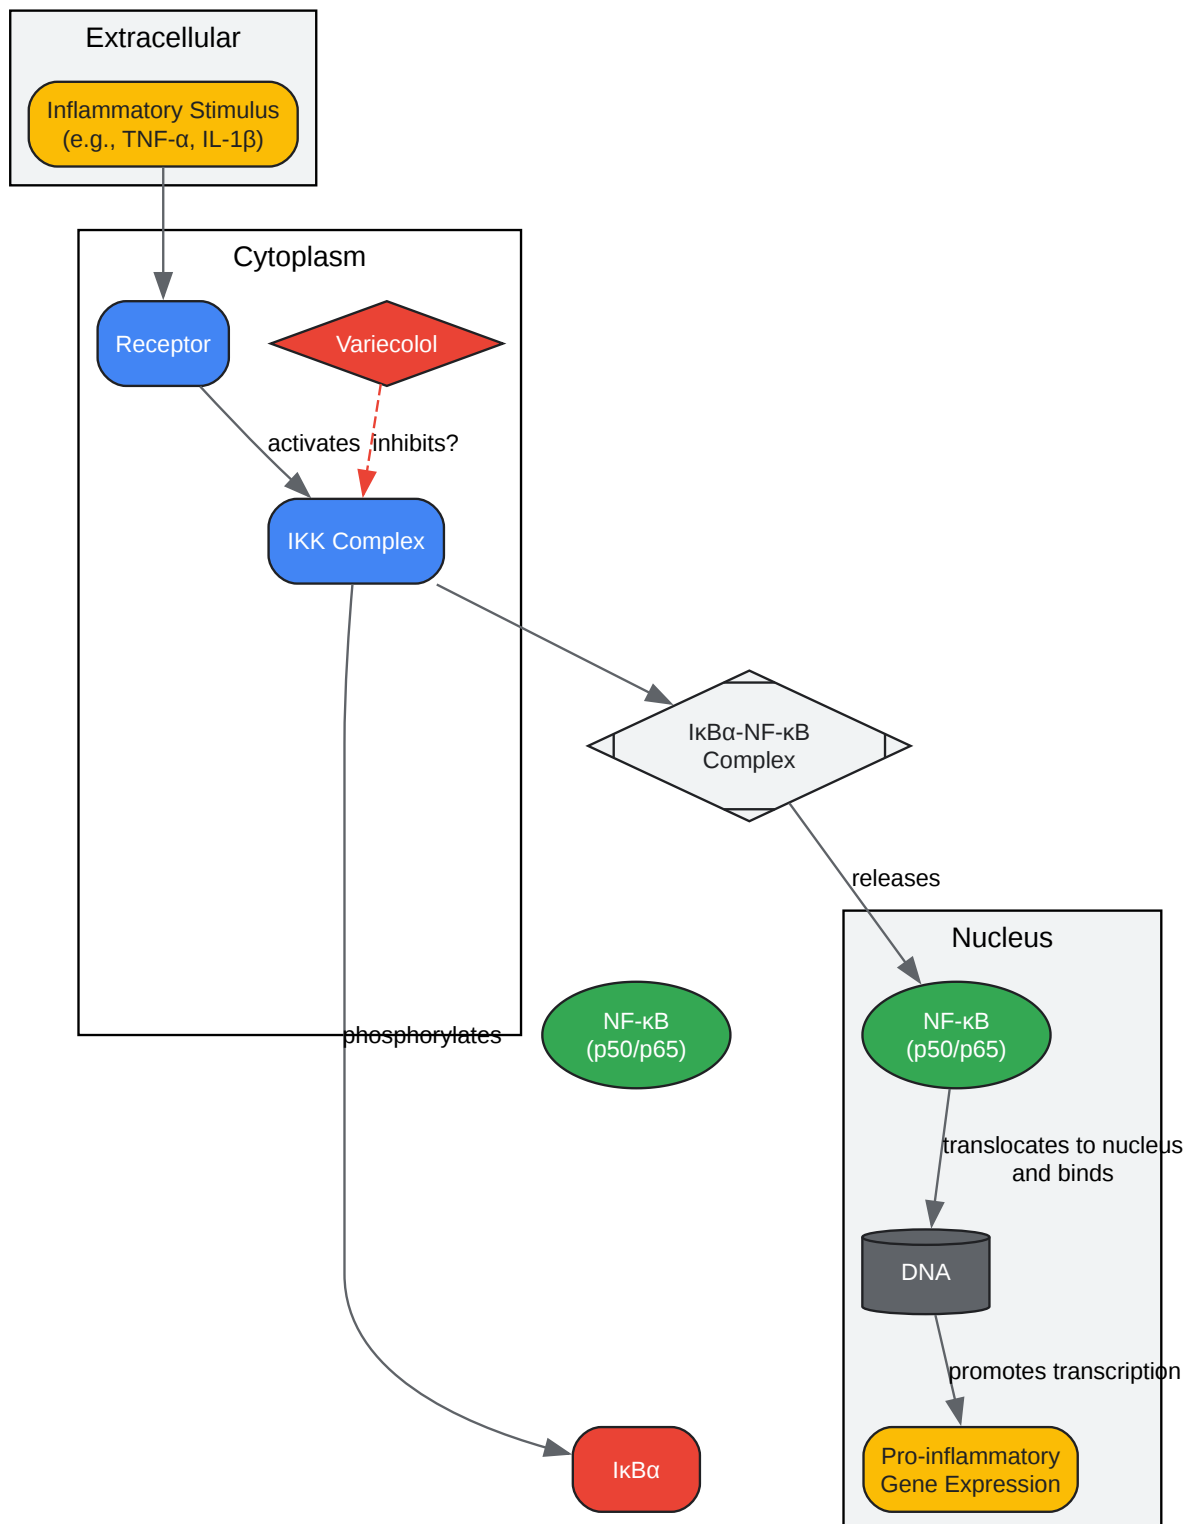 Extracellular
Inflammatory Stimulus
(e.g., TNF-α, IL-1β)
Cytoplasm
Receptor
Variecolol
activates
inhibits?
IKK Complex
IκBα-NF-κB
Complex
releases
Nucleus
NF-κB
(p50/p65)
NF-κB
(p50/p65)
phosphorylates
translocates to nucleus
and binds
DNA
promotes transcription
Pro-inflammatory
Gene Expression
IκBα